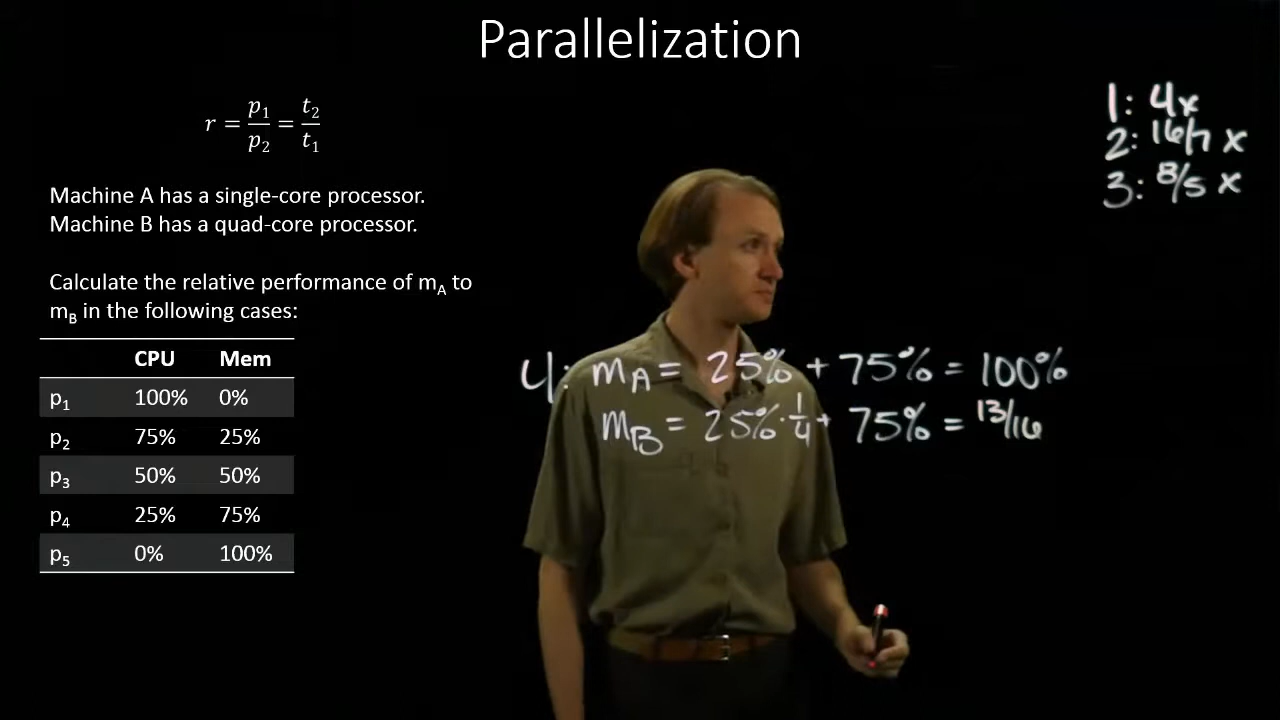 Parallelization
r = p₁/p₂ = t₂/t₁
Machine A has a single-core processor.
Machine B has a quad-core processor.
Calculate the relative performance of mA to
mB in the following cases:
CPU Mem
p₁ 100% 0%
p₂ 75% 25%
p₃ 50% 50%
p₄ 25% 75%
p₅ 0% 100%
1: 4x
2: 16/7 x
3: 8/5 x
4: mA = 25% + 75% = 100%
mB = 25% · 1/4 + 75% = 13/16